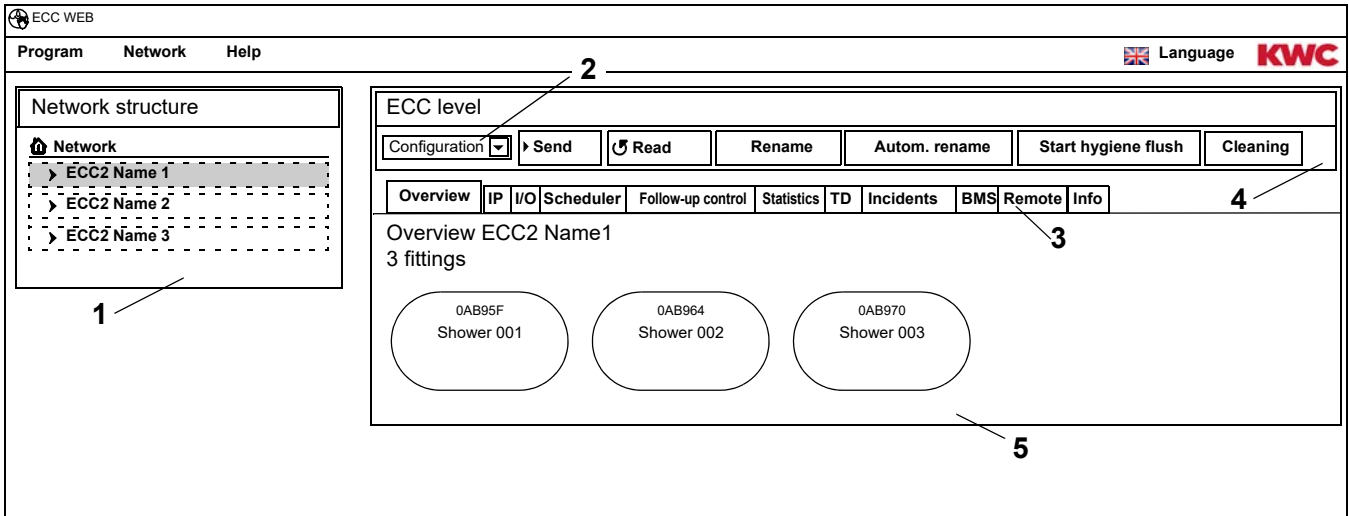 ECC WEB
Program Network Help Language KWC
2
Network structure
Network
ECC2 Name 1
ECC2 Name 2
ECC2 Name 3
1
ECC level
Configuration Send Read Rename Autom. rename Start hygiene flush Cleaning
4
Overview IP I/O Scheduler Follow-up control Statistics TD Incidents BMS Remote Info
3
Overview ECC2 Name1
3 fittings
0AB95F
Shower 001
0AB964
Shower 002
0AB970
Shower 003
5